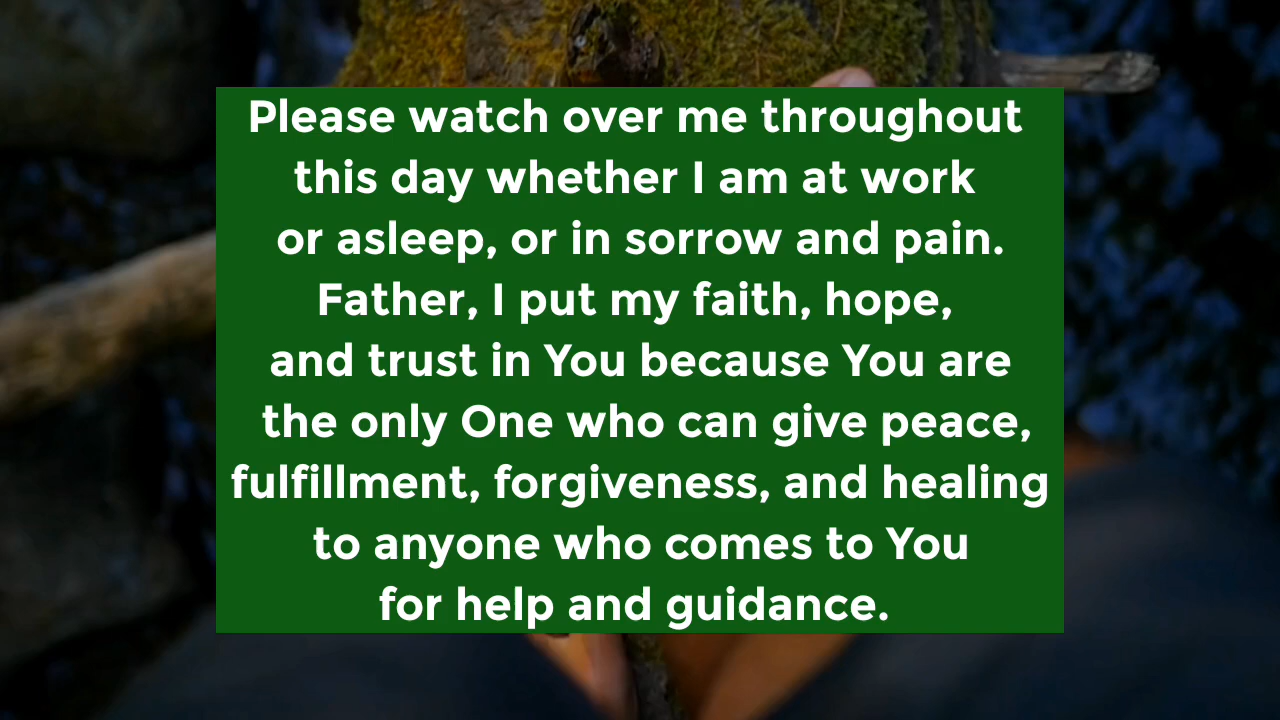 Please watch over me throughout
this day whether I am at work
or asleep, or in sorrow and pain.
Father, I put my faith, hope,
and trust in You because You are
the only One who can give peace,
fulfillment, forgiveness, and healing
to anyone who comes to You
for help and guidance.